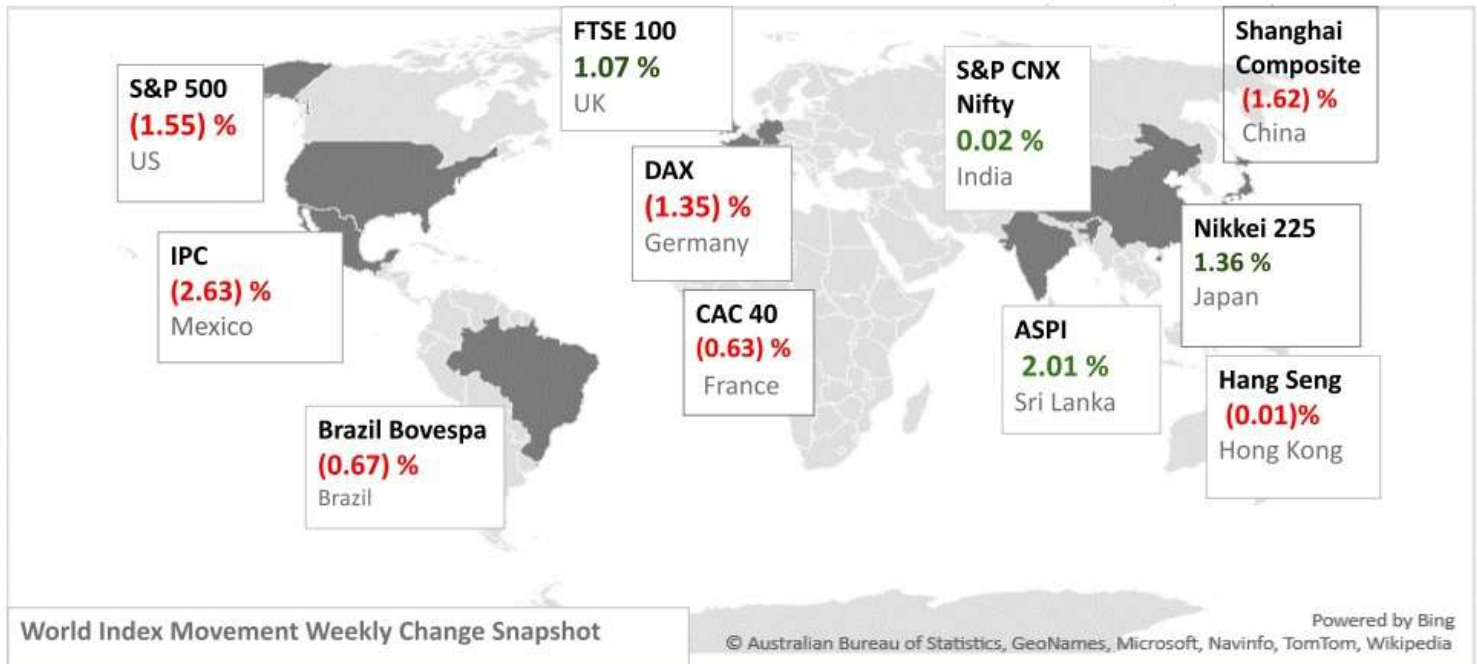 S&P 500
(1.55) %
US
IPC
(2.63) %
Mexico
Brazil Bovespa
(0.67) %
Brazil
FTSE 100
1.07 %
UK
DAX
(1.35) %
Germany
CAC 40
(0.63) %
France
S&P CNX
Nifty
0.02 %
India
ASPI
2.01 %
Sri Lanka
Shanghai
Composite
(1.62) %
China
Nikkei 225
1.36 %
Japan
Hang Seng
(0.01)%
Hong Kong
World Index Movement Weekly Change Snapshot
Powered by Bing
© Australian Bureau of Statistics, GeoNames, Microsoft, Navinfo, TomTom, Wikipedia